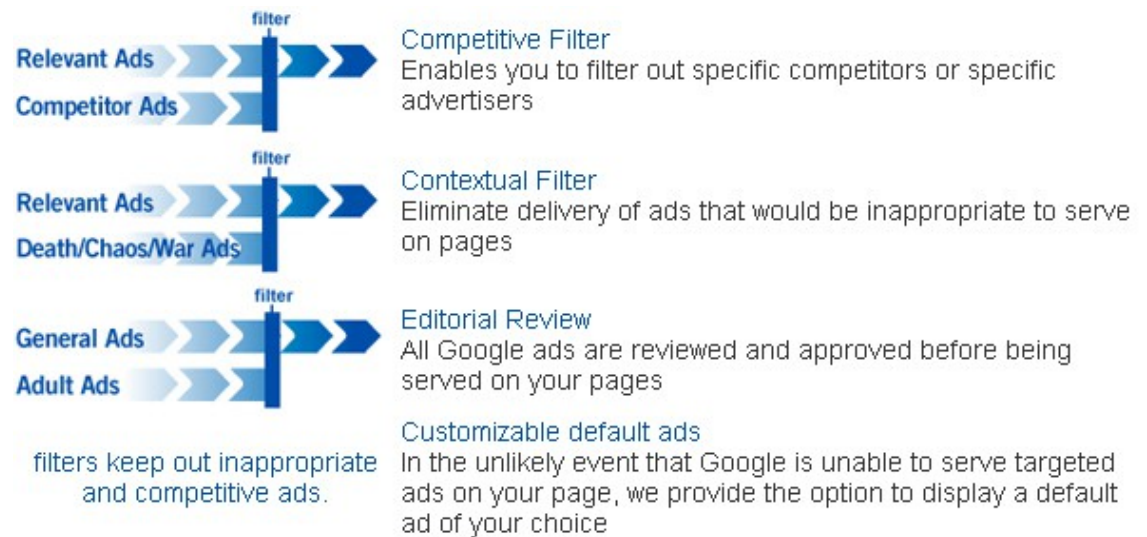 filter
Relevant Ads
Competitor Ads
Competitive Filter
Enables you to filter out specific competitors or specific
advertisers
filter
Relevant Ads
Death/Chaos/War Ads
Contextual Filter
Eliminate delivery of ads that would be inappropriate to serve
on pages
filter
General Ads
Adult Ads
Editorial Review
All Google ads are reviewed and approved before being
served on your pages
filters keep out inappropriate
and competitive ads.
Customizable default ads
In the unlikely event that Google is unable to serve targeted
ads on your page, we provide the option to display a default
ad of your choice